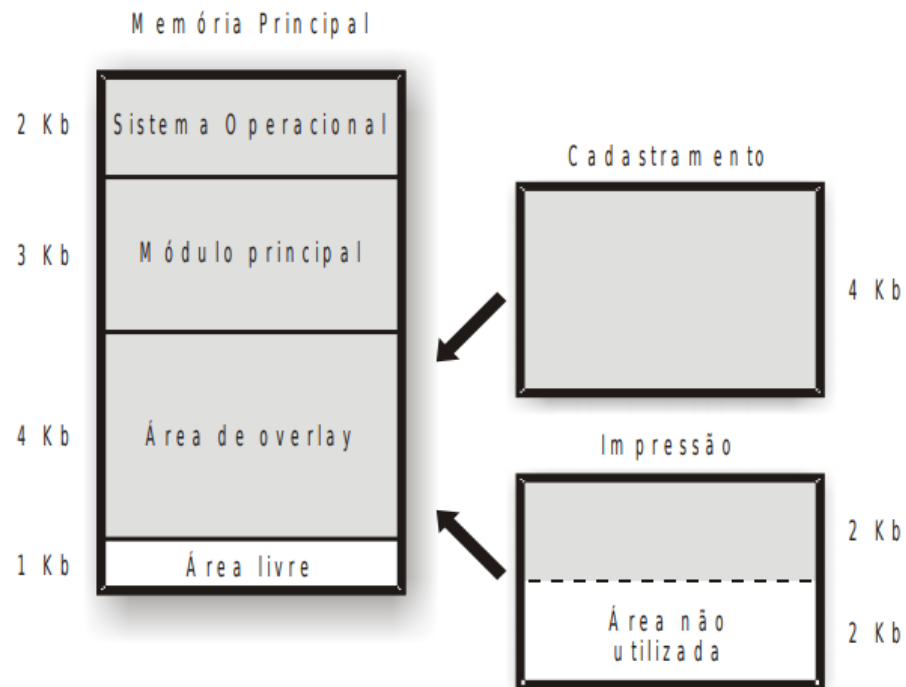 Memória Principal
2 Kb
Sistema Operacional
3 Kb
Módulo principal
4 Kb
Área de overlay
1 Kb
Área livre
Cadastramento
4 Kb
Impressão
2 Kb
Área não
utilizada
2 Kb